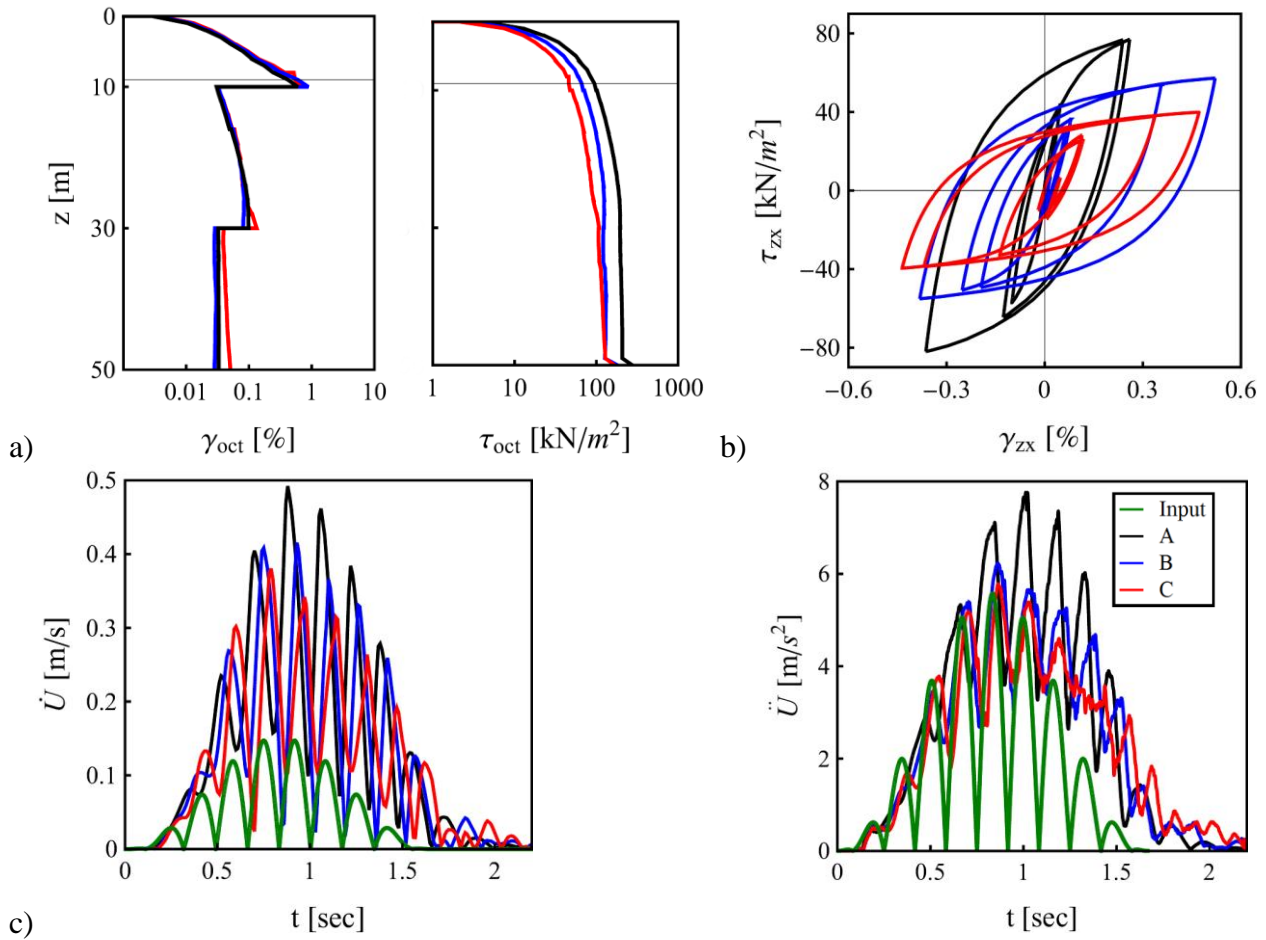 0
10
30
50
z [m]
0.01 0.1 1 10
γoct [%]
1 10 100 1000
τoct [kN/m²]
a)
80
40
0
−40
−80
τzx [kN/m²]
−0.6 −0.3 0 0.3 0.6
γzx [%]
b)
0.5
0.4
0.3
0.2
0.1
0
U̇ [m/s]
0 0.5 1 1.5 2
t [sec]
8
6
4
2
0
Ü [m/s²]
0 0.5 1 1.5 2
t [sec]
Input
A
B
C
c)